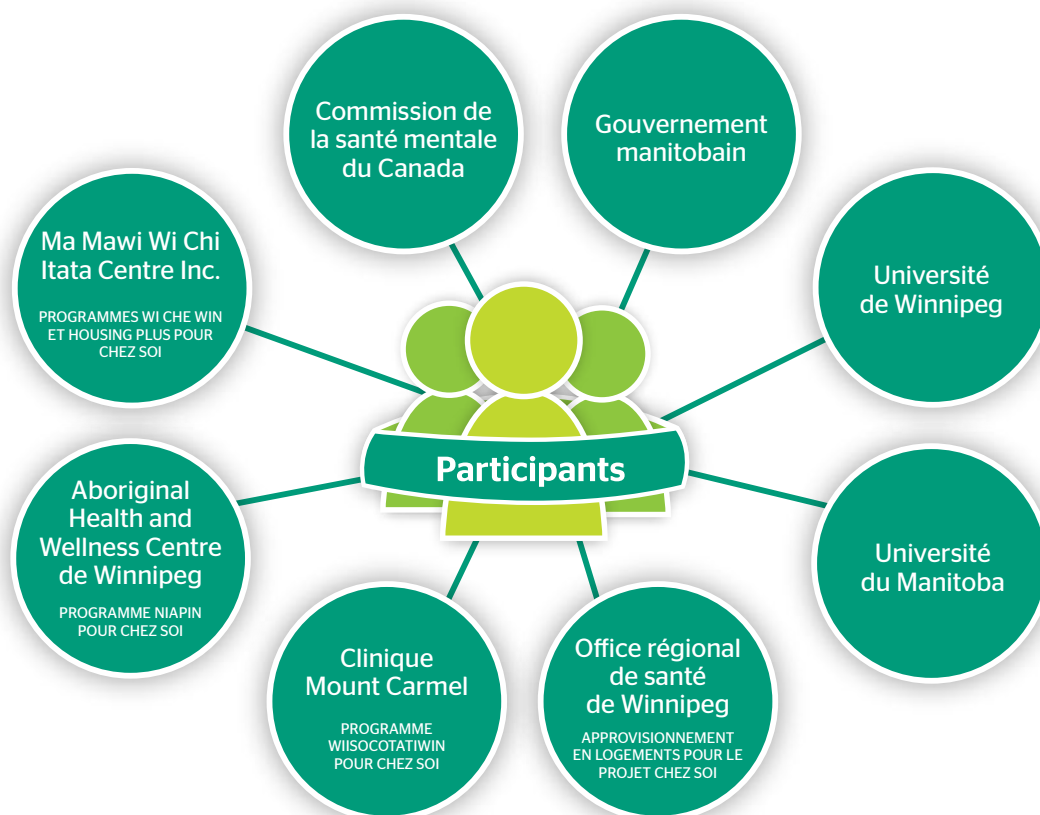 Commission de
la santé mentale
du Canada
Gouvernement
manitobain
Ma Mawi Wi Chi
Itata Centre Inc.
PROGRAMMES WI CHE WIN
ET HOUSING PLUS POUR
CHEZ SOI
Université
de Winnipeg
Participants
Aboriginal
Health and
Wellness Centre
de Winnipeg
PROGRAMME NIAPIN
POUR CHEZ SOI
Université
du Manitoba
Clinique
Mount Carmel
PROGRAMME
WIISOCOTATIWIN
POUR CHEZ SOI
Office régional
de santé
de Winnipeg
APPROVISIONNEMENT
EN LOGEMENTS POUR LE
PROJET CHEZ SOI